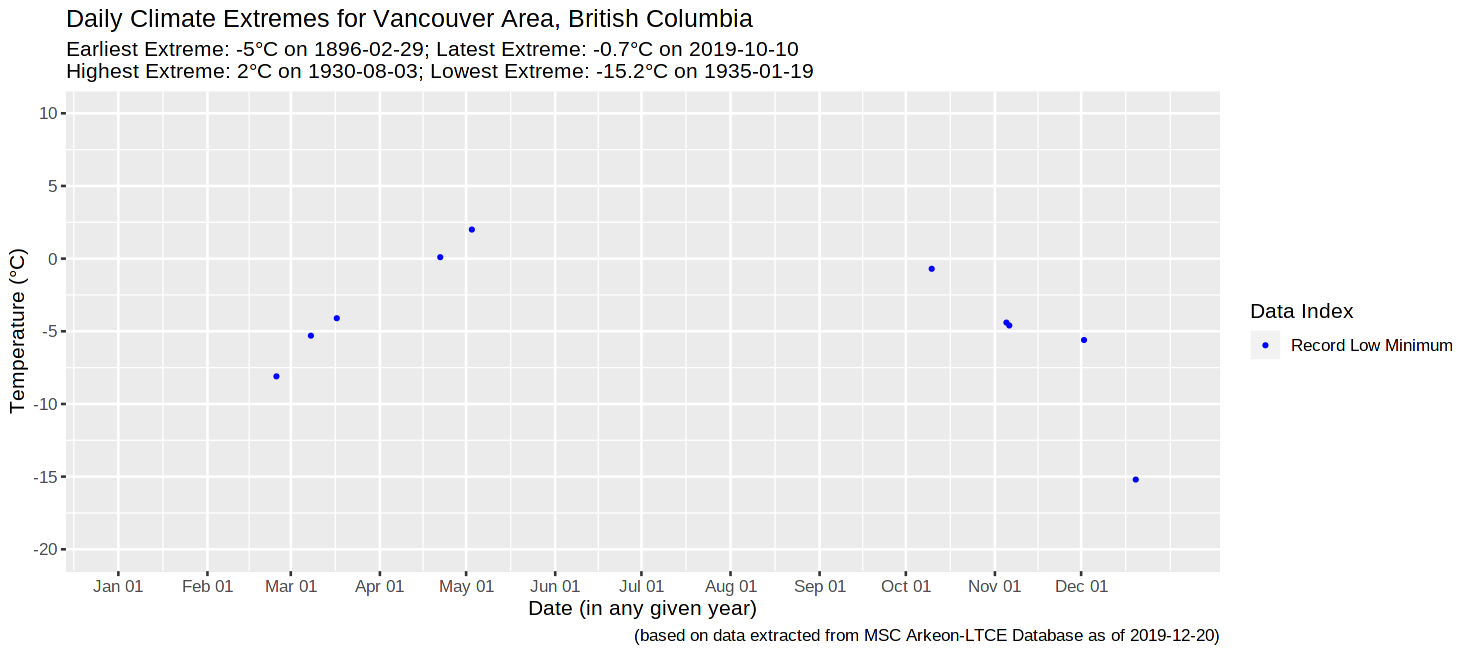 Daily Climate Extremes for Vancouver Area, British Columbia
Earliest Extreme: -5°C on 1896-02-29; Latest Extreme: -0.7°C on 2019-10-10
Highest Extreme: 2°C on 1930-08-03; Lowest Extreme: -15.2°C on 1935-01-19
10
5
0
-5
-10
-15
-20
Temperature (°C)
Jan 01 Feb 01 Mar 01 Apr 01 May 01 Jun 01 Jul 01 Aug 01 Sep 01 Oct 01 Nov 01 Dec 01
Date (in any given year)
(based on data extracted from MSC Arkeon-LTCE Database as of 2019-12-20)
Data Index
Record Low Minimum